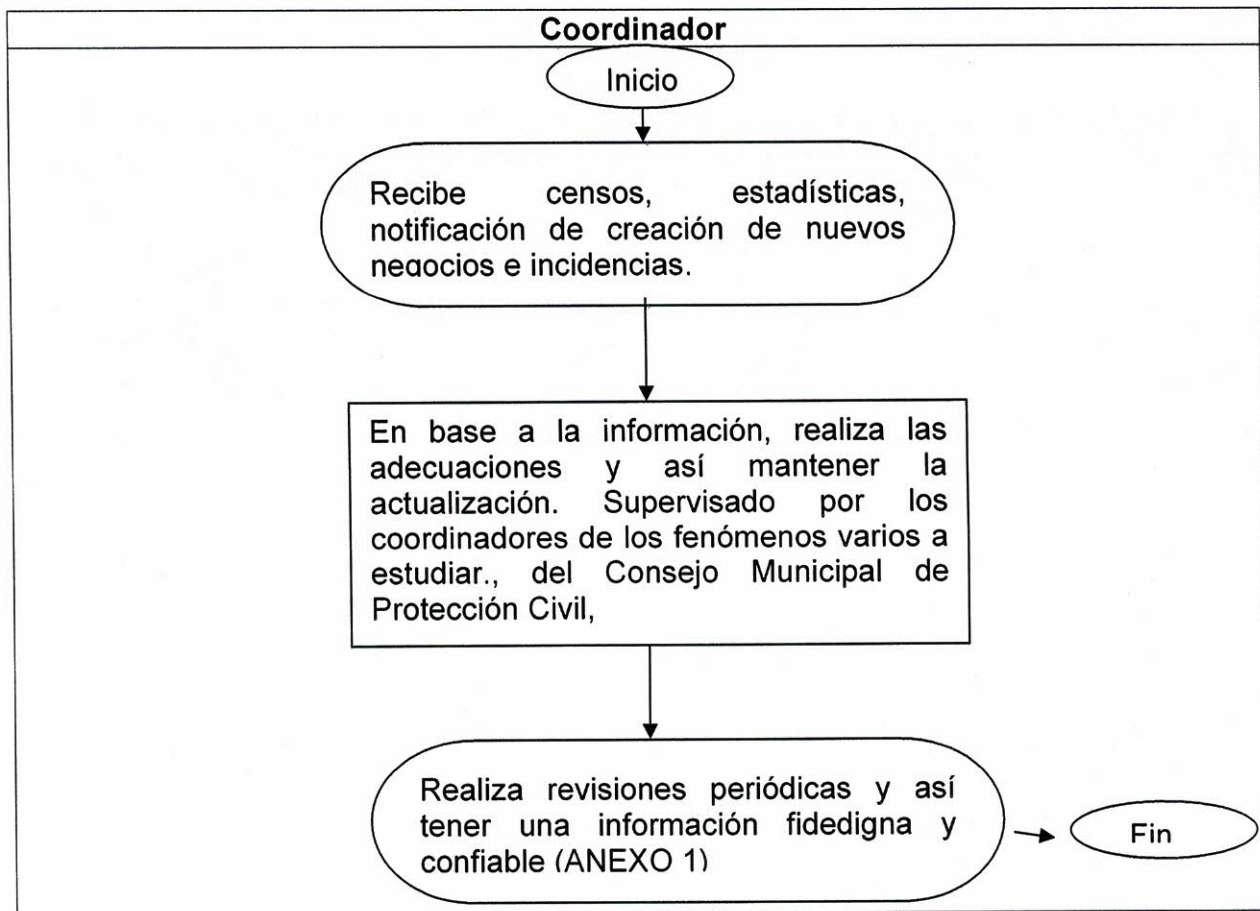 Coordinador
Inicio
Recibe censos, estadísticas,
notificación de creación de nuevos
negocios e incidencias.
En base a la información, realiza las
adecuaciones y así mantener la
actualización. Supervisado por los
coordinadores de los fenómenos varios a
estudiar., del Consejo Municipal de
Protección Civil,
Realiza revisiones periódicas y así
tener una información fidedigna y
confiable (ANEXO 1)
Fin